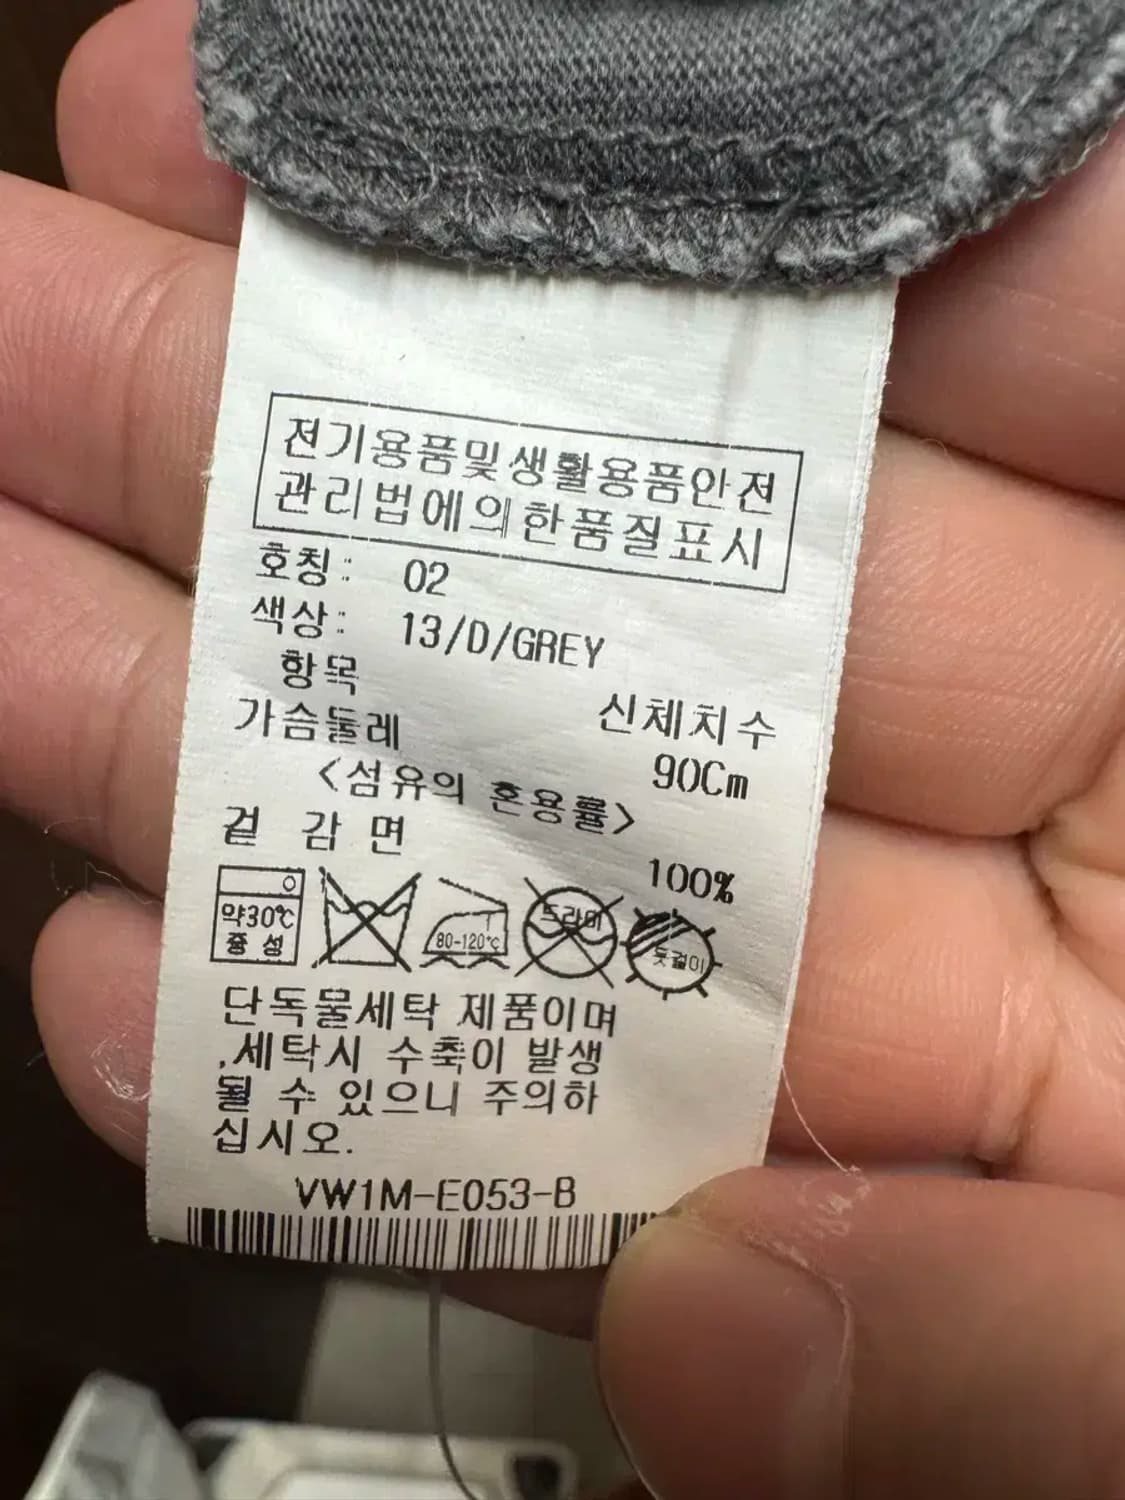 전기용품및생활용품안전
관리법에의한품질표시
호칭: 02
색상: 13/D/GREY
항목 신체치수
가슴둘레 90Cm
<섬유의 혼용률>
겉 감 면 100%
약30℃
중성
80-120℃
드라이
옷걸이
단독물세탁 제품이며
,세탁시 수축이 발생
될 수 있으니 주의하
십시오.
VW1M-E053-B